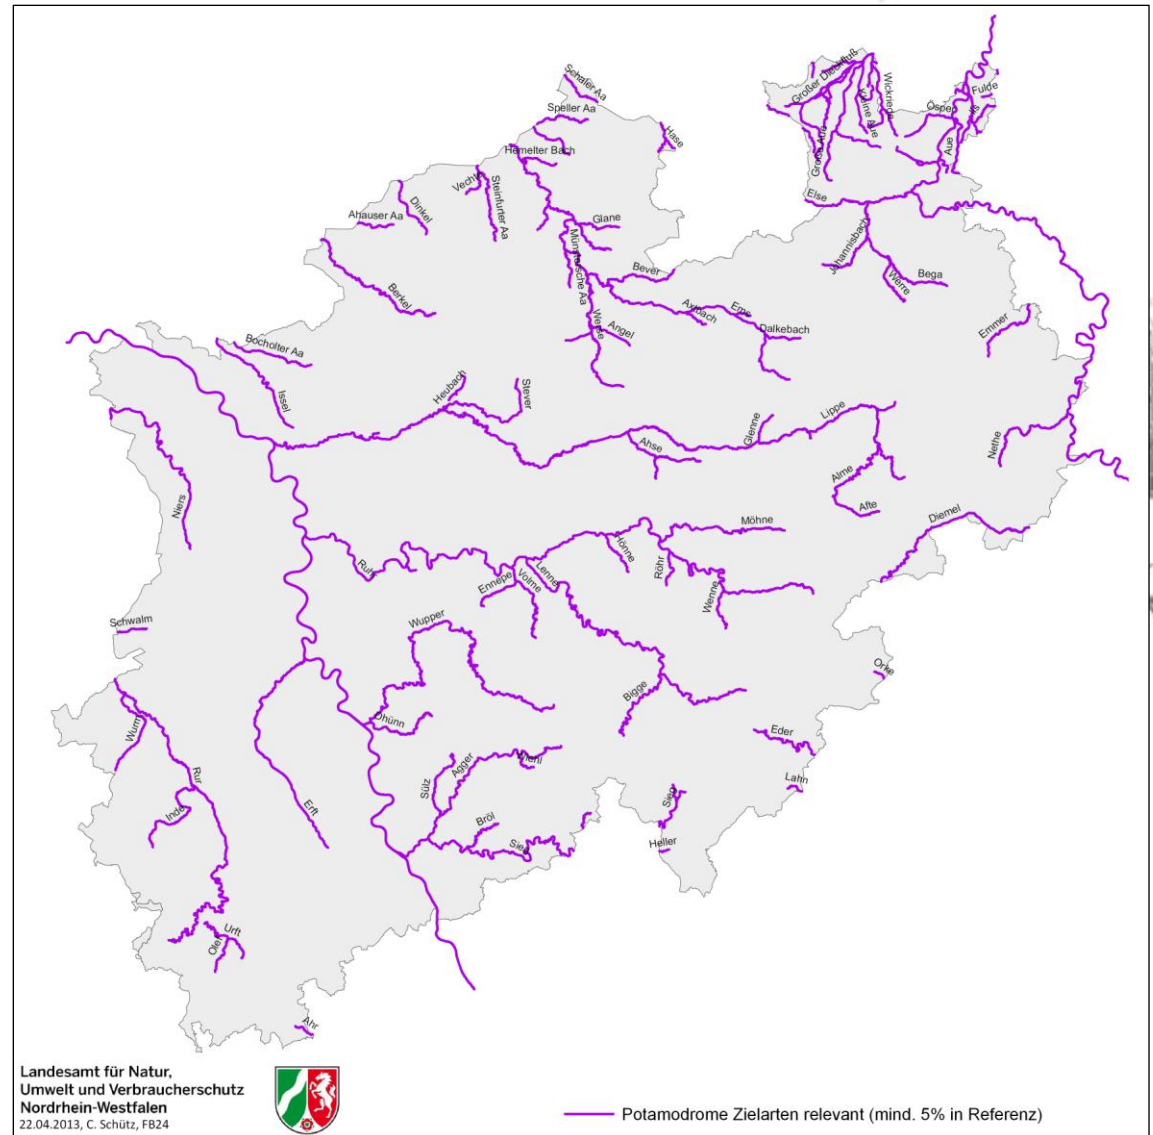 Schaler Aa
Speller Aa
Hase
Hemelter Bach
Vechte
Steinfurter Aa
Dinkel
Ahauser Aa
Glane
Münstersche Aa
Bever
Berkel
Werse
Angel
Axtbach
Ems
Dalkebach
Großer Dieckfluß
Wickriede
Kleine Aue
Große Aue
Ösper
Fulde
Aue
Else
Johannisbach
Werre
Bega
Emmer
Bocholter Aa
Issel
Heubach
Stever
Ahse
Glenne
Lippe
Nethe
Alme
Afte
Diemel
Niers
Möhne
Hönne
Röhr
Wenne
Ruhr
Ennepe
Volme
Lenne
Schwalm
Wupper
Dhünn
Bigge
Orke
Eder
Lahn
Wurm
Rur
Inde
Erft
Sülz
Agger
Wiehl
Bröl
Sieg
Sieg
Heller
Urft
Olef
Ahr
Landesamt für Natur,
Umwelt und Verbraucherschutz
Nordrhein-Westfalen
22.04.2013, C. Schütz, FB24
Potamodrome Zielarten relevant (mind. 5% in Referenz)